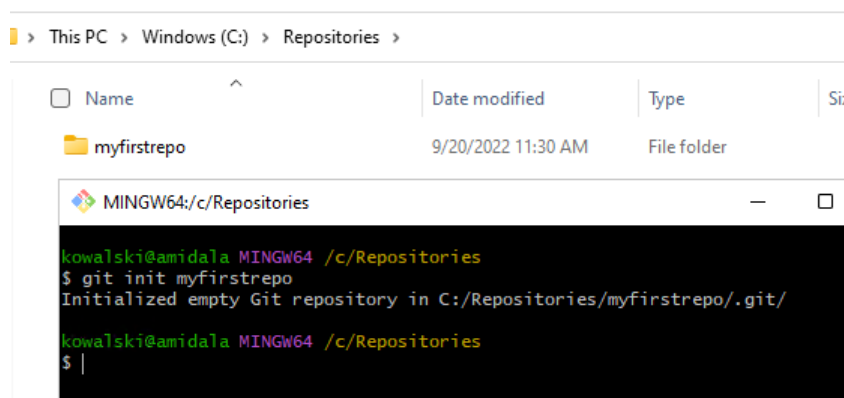 > This PC > Windows (C:) > Repositories >
Name Date modified Type
myfirstrepo 9/20/2022 11:30 AM File folder
MINGW64:/c/Repositories
kowalski@amidala MINGW64 /c/Repositories
$ git init myfirstrepo
Initialized empty Git repository in C:/Repositories/myfirstrepo/.git/
kowalski@amidala MINGW64 /c/Repositories
$